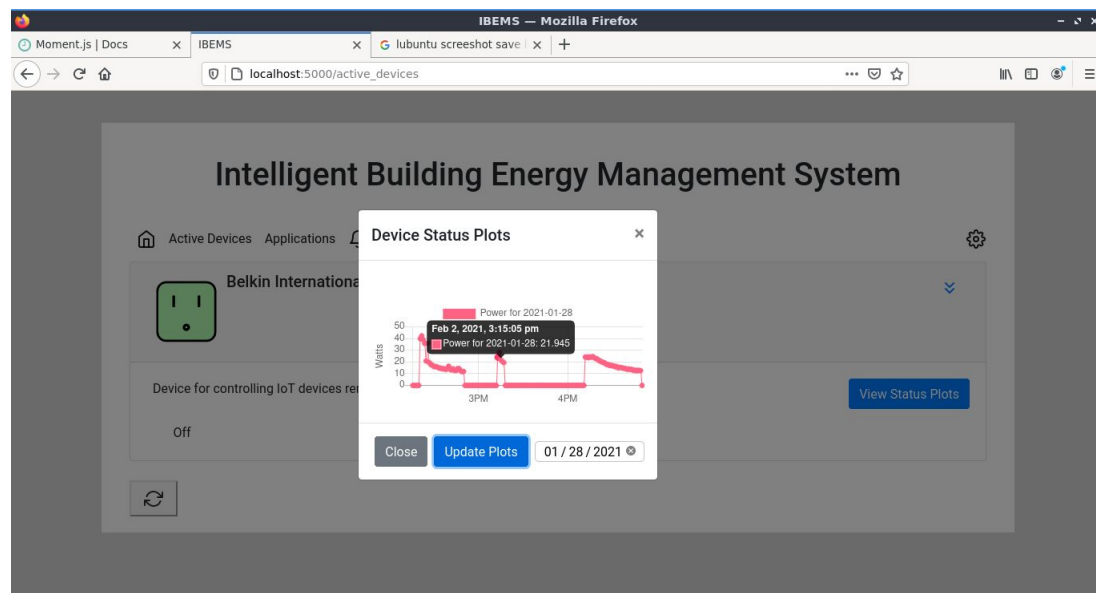 IBEMS — Mozilla Firefox
Moment.js | Docs
IBEMS
lubuntu screeshot save
localhost:5000/active_devices
Intelligent Building Energy Management System
Active Devices Applications
Device Status Plots
Belkin Internationa
Power for 2021-01-28
Feb 2, 2021, 3:15:05 pm
Power for 2021-01-28: 21.945
Watts
50
40
30
20
10
0
3PM 4PM
Device for controlling IoT devices re
View Status Plots
Off
Close Update Plots 01 / 28 / 2021